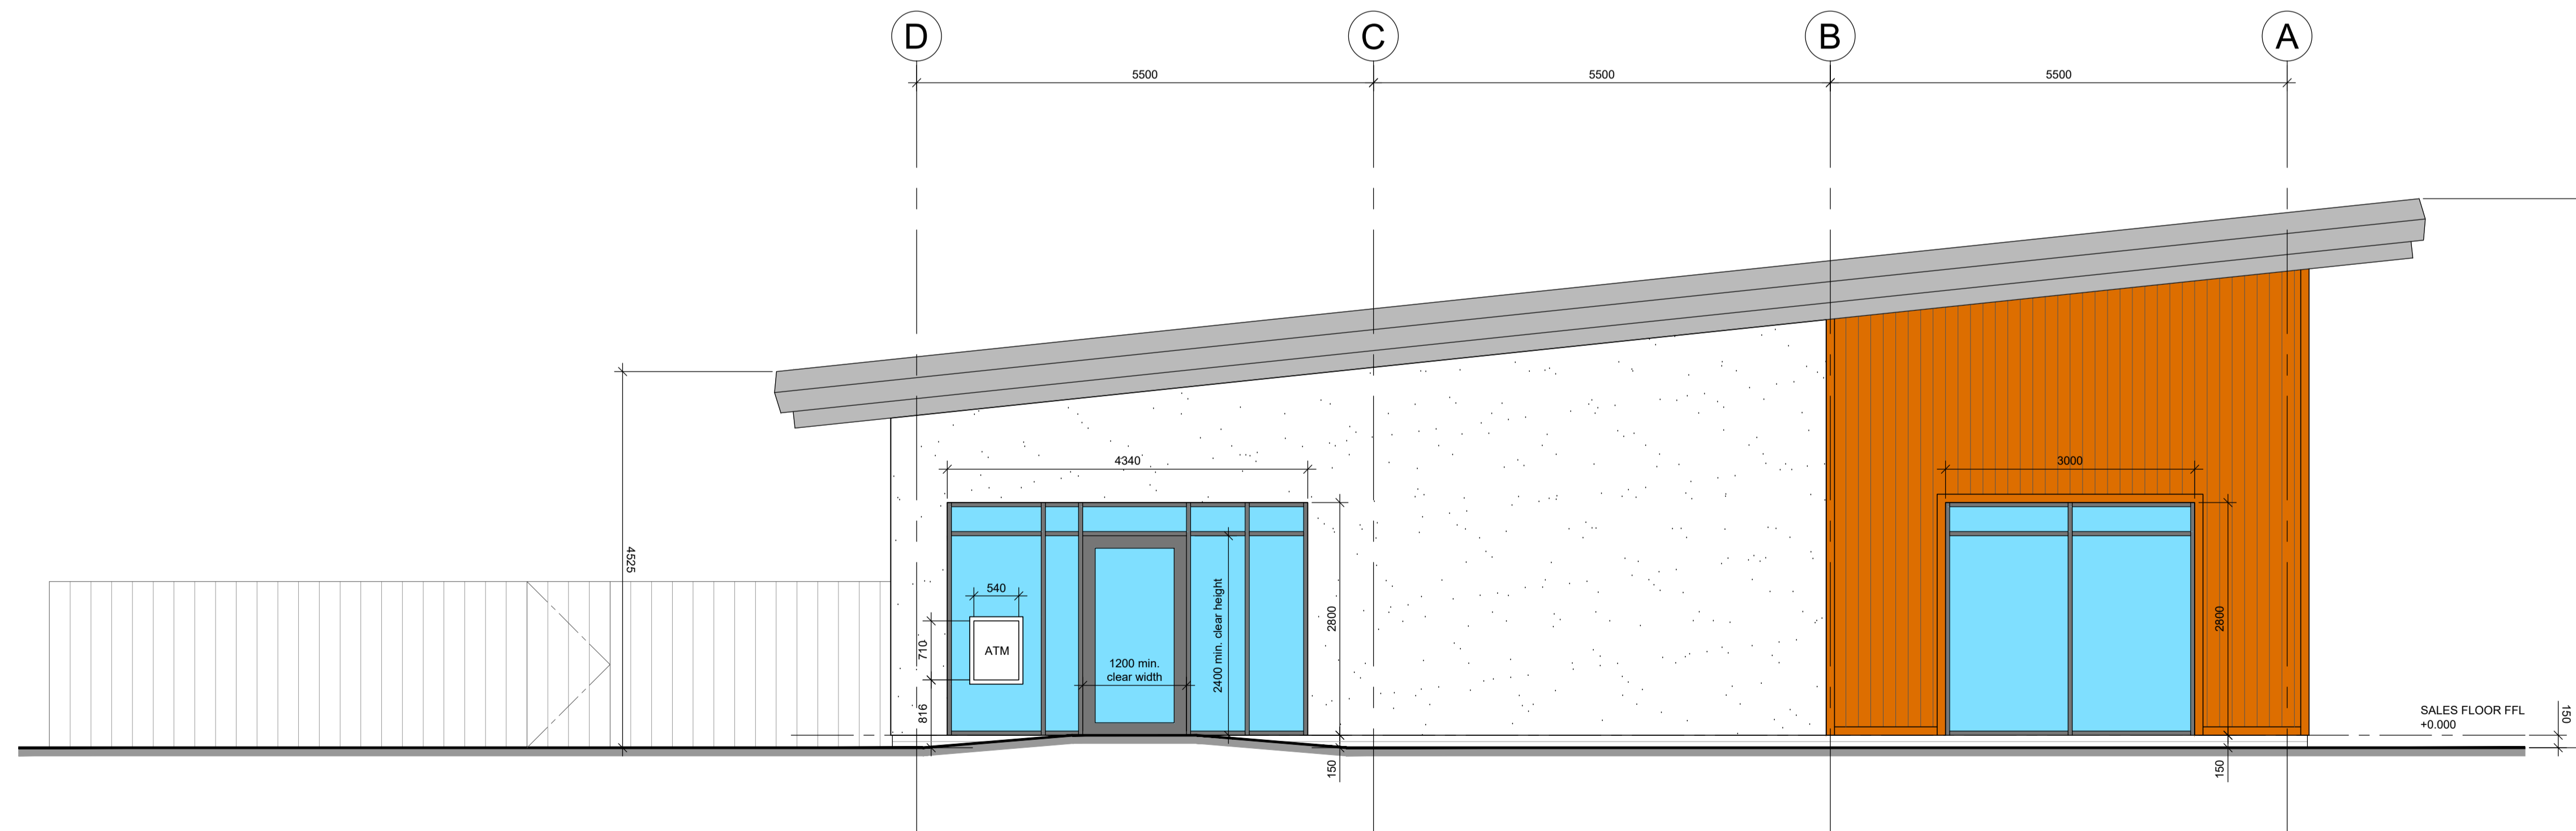 D
C
B
A
5500
5500
5500
4340
3000
4525
540
710
ATM
816
1200 min.
clear width
2400 min. clear height
2800
150
2800
150
SALES FLOOR FFL
+0.000
150